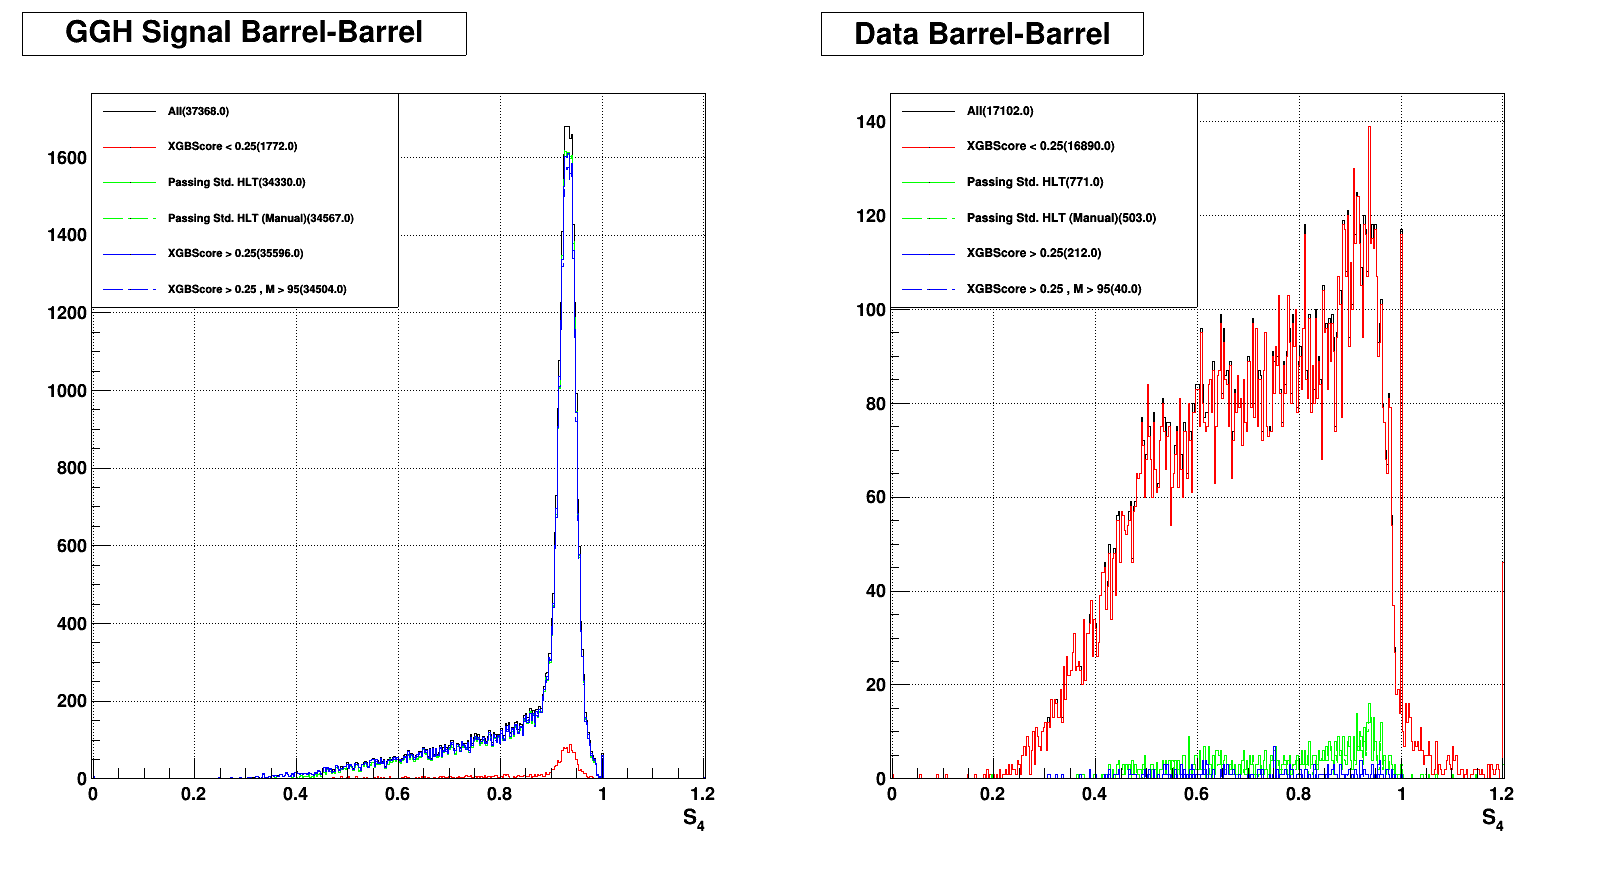 GGH Signal Barrel-Barrel
All(37368.0)
XGBScore < 0.25(1772.0)
Passing Std. HLT(34330.0)
Passing Std. HLT (Manual)(34567.0)
XGBScore > 0.25(35596.0)
XGBScore > 0.25 , M > 95(34504.0)
1600
1400
1200
1000
800
600
400
200
0
0 0.2 0.4 0.6 0.8 1 1.2
S4
Data Barrel-Barrel
All(17102.0)
XGBScore < 0.25(16890.0)
Passing Std. HLT(771.0)
Passing Std. HLT (Manual)(503.0)
XGBScore > 0.25(212.0)
XGBScore > 0.25 , M > 95(40.0)
140
120
100
80
60
40
20
0
0 0.2 0.4 0.6 0.8 1 1.2
S4